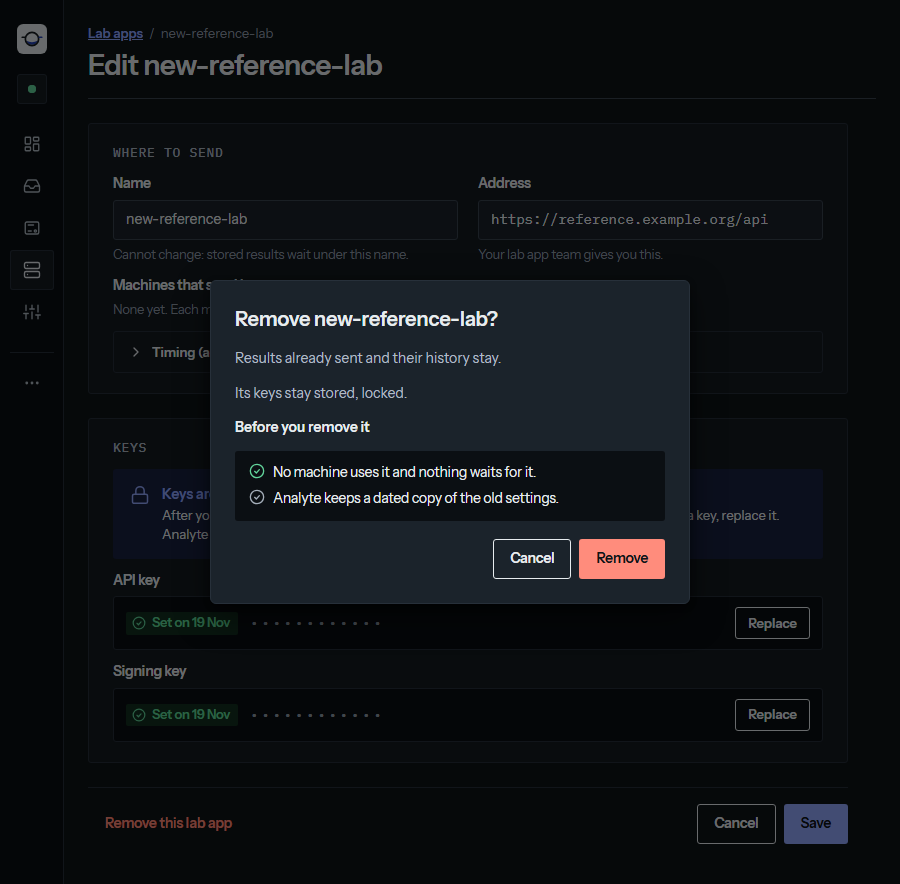 Lab apps / new-reference-lab
Edit new-reference-lab
WHERE TO SEND
Name
Address
new-reference-lab
https://reference.example.org/api
Cannot change: stored results wait under this name.
Your lab app team gives you this.
Machines that
None yet. Each
Timing
Remove new-reference-lab?
Results already sent and their history stay.
Its keys stay stored, locked.
Before you remove it
No machine uses it and nothing waits for it.
Analyte keeps a dated copy of the old settings.
Cancel
Remove
KEYS
Keys
After
key, replace it.
Analyte
API key
Set on 19 Nov
Replace
Signing key
Set on 19 Nov
Replace
Remove this lab app
Cancel
Save